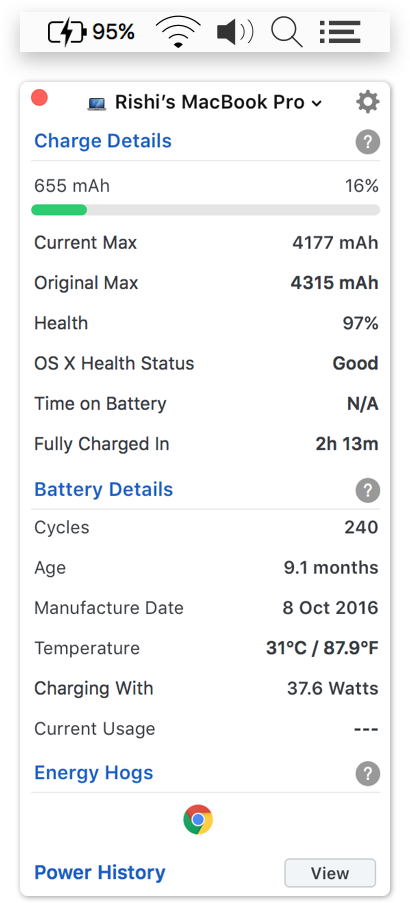 95%
Rishi's MacBook Pro
Charge Details ?
655 mAh 16%
Current Max 4177 mAh
Original Max 4315 mAh
Health 97%
OS X Health Status Good
Time on Battery N/A
Fully Charged In 2h 13m
Battery Details ?
Cycles 240
Age 9.1 months
Manufacture Date 8 Oct 2016
Temperature 31°C / 87.9°F
Charging With 37.6 Watts
Current Usage ---
Energy Hogs ?
Power History View